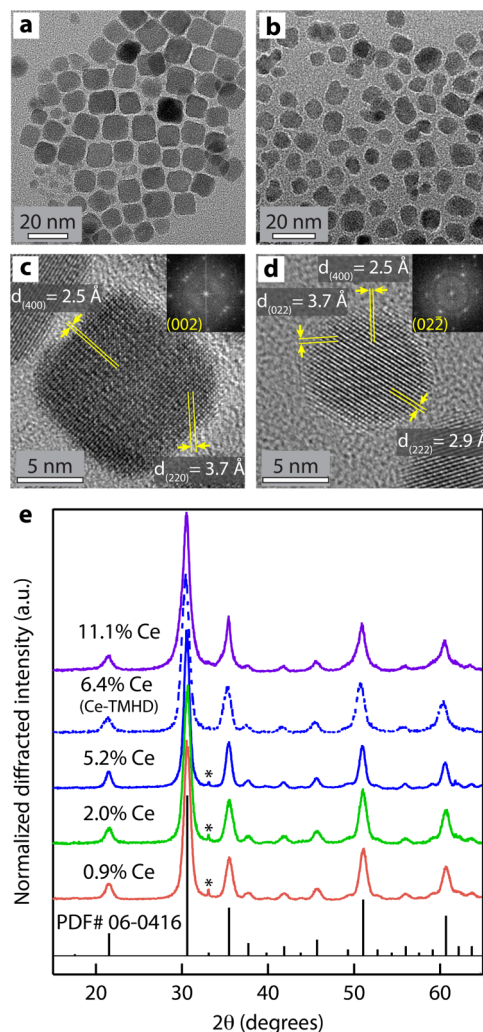 a
b
20 nm
20 nm
c
d
d(400) = 2.5 Å
(002)
d(220) = 3.7 Å
5 nm
d(400) = 2.5 Å
d(022) = 3.7 Å
(022̄)
d(222) = 2.9 Å
5 nm
e
Normalized diffracted intensity (a.u.)
11.1% Ce
6.4% Ce
(Ce-TMHD)
5.2% Ce
*
2.0% Ce
*
0.9% Ce
*
PDF# 06-0416
20 30 40 50 60
2θ (degrees)